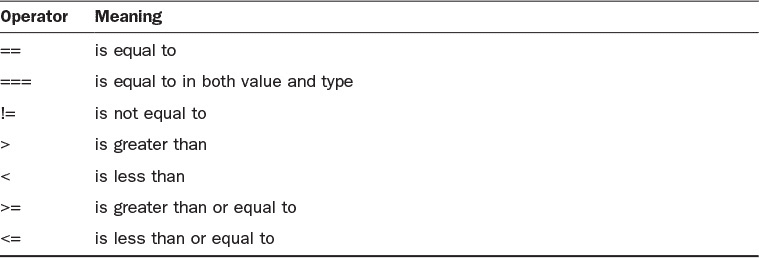 Operator Meaning
== is equal to
=== is equal to in both value and type
!= is not equal to
> is greater than
< is less than
>= is greater than or equal to
<= is less than or equal to